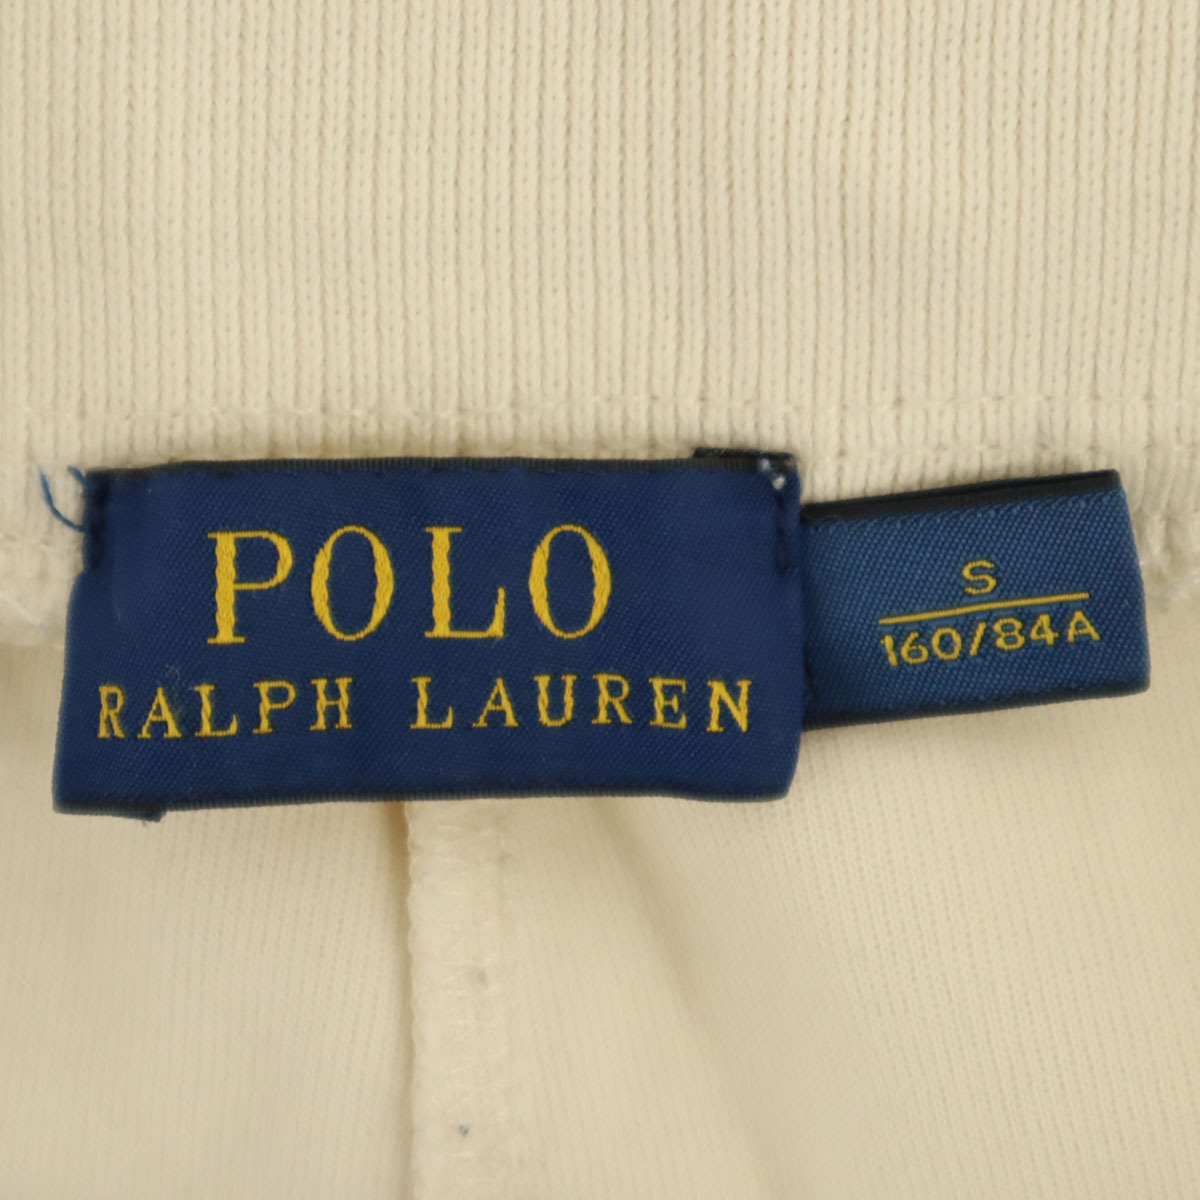 POLO
RALPH LAUREN
S
160/84A